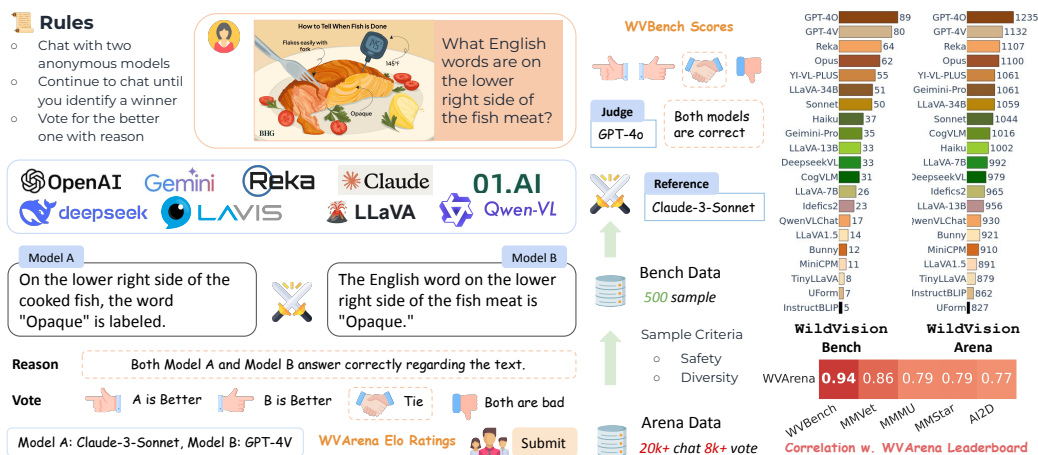 Rules
○ Chat with two
anonymous models
○ Continue to chat until
you identify a winner
○ Vote for the better
one with reason
How to Tell When Fish is Done
Flakes easily with
fork
145°F
Opaque
BHG
What English
words are on
the lower
right side of
the fish meat?
OpenAI Gemini Reka Claude 01.AI
deepseek LAVIS LLaVA Qwen-VL
Model A
On the lower right side of the
cooked fish, the word
"Opaque" is labeled.
Model B
The English word on the lower
right side of the fish meat is
"Opaque."
Reason Both Model A and Model B answer correctly regarding the text.
Vote A is Better B is Better Tie Both are bad
Model A: Claude-3-Sonnet, Model B: GPT-4V WVArena Elo Ratings Submit
WVBench Scores
Judge
GPT-4o
Both models
are correct
Reference
Claude-3-Sonnet
Bench Data
500 sample
Sample Criteria
○ Safety
○ Diversity
Arena Data
20k+ chat 8k+ vote
GPT-4O 89
GPT-4V 80
Reka 64
Opus 62
YI-VL-PLUS 55
LLaVA-34B 51
Sonnet 50
Haiku 37
Geimini-Pro 35
LLaVA-13B 33
DeepseekVL 33
CogVLM 31
LLaVA-7B 26
Idefics2 23
QwenVLChat 17
LLaVA1.5 14
Bunny 12
MiniCPM 11
TinyLLaVA 8
UForm 7
InstructBLIP 5
WildVision
Bench
GPT-4O 1235
GPT-4V 1132
Reka 1107
Opus 1100
YI-VL-PLUS 1061
Geimini-Pro 1061
LLaVA-34B 1059
Sonnet 1044
CogVLM 1016
Haiku 1002
LLaVA-7B 992
DeepseekVL 979
Idefics2 965
LLaVA-13B 956
QwenVLChat 930
Bunny 921
MiniCPM 910
LLaVA1.5 891
TinyLLaVA 879
InstructBLIP 862
UForm 827
WildVision
Arena
WVArena 0.94 0.86 0.79 0.79 0.77
WVBench MMVet MMMU MMStar AI2D
Correlation w. WVArena Leaderboard